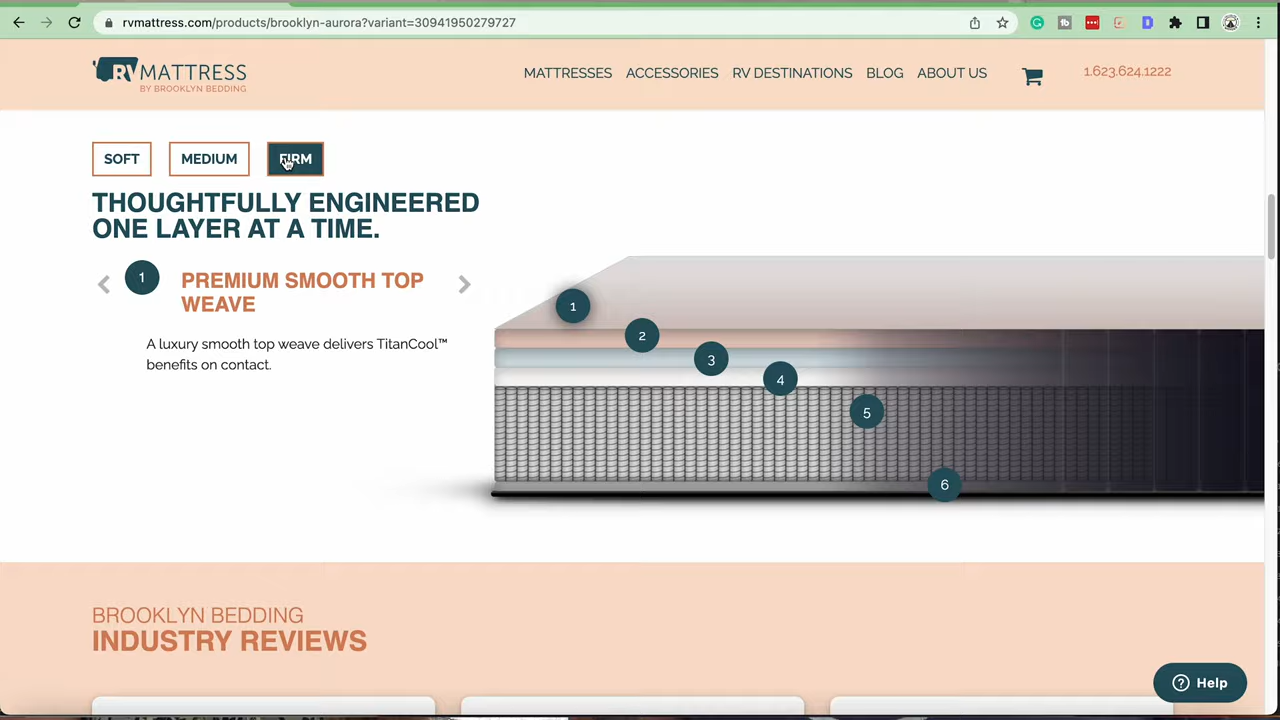 rvmattress.com/products/brooklyn-aurora?variant=30941950279727
RV MATTRESS
BY BROOKLYN BEDDING
MATTRESSES ACCESSORIES RV DESTINATIONS BLOG ABOUT US
1.623.624.1222
SOFT MEDIUM FIRM
THOUGHTFULLY ENGINEERED
ONE LAYER AT A TIME.
1 PREMIUM SMOOTH TOP
WEAVE
A luxury smooth top weave delivers TitanCool™
benefits on contact.
1
2
3
4
5
6
BROOKLYN BEDDING
INDUSTRY REVIEWS
Help